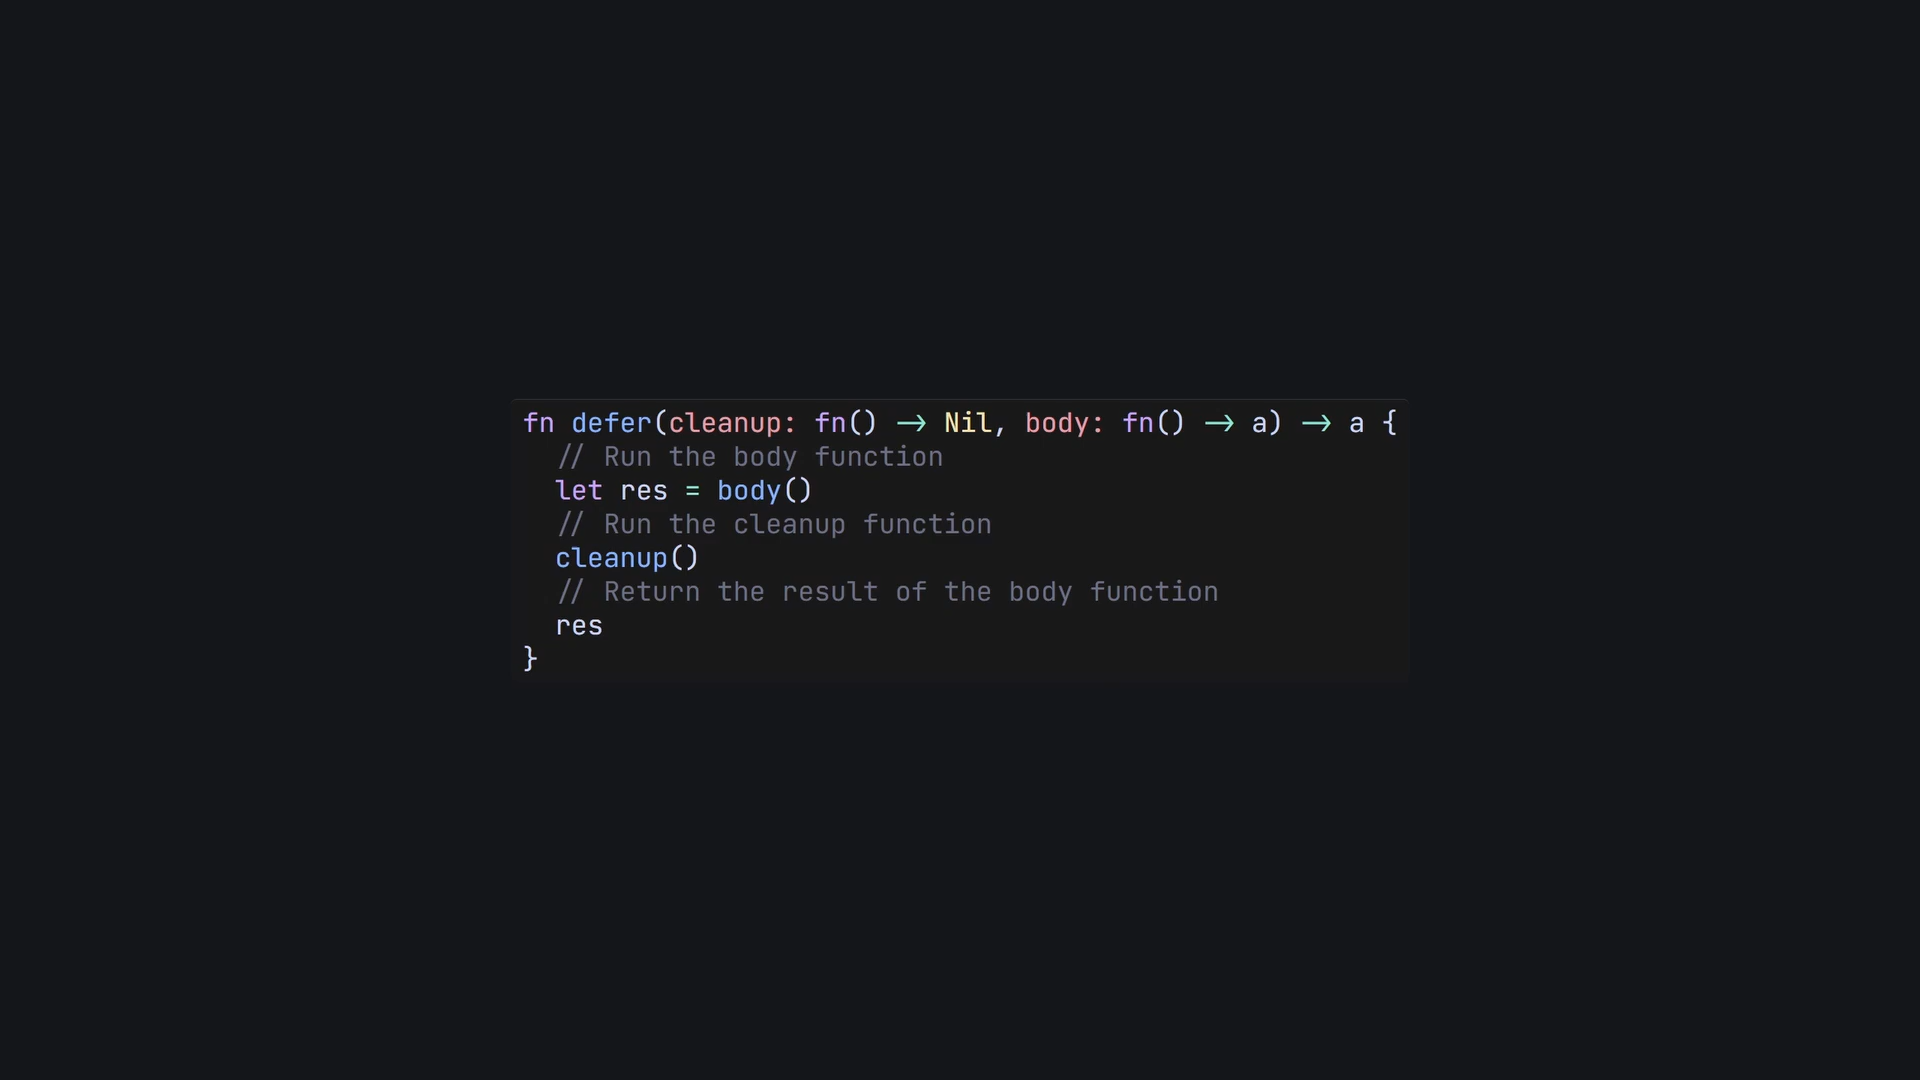 fn defer(cleanup: fn() -> Nil, body: fn() -> a) -> a {
  // Run the body function
  let res = body()
  // Run the cleanup function
  cleanup()
  // Return the result of the body function
  res
}